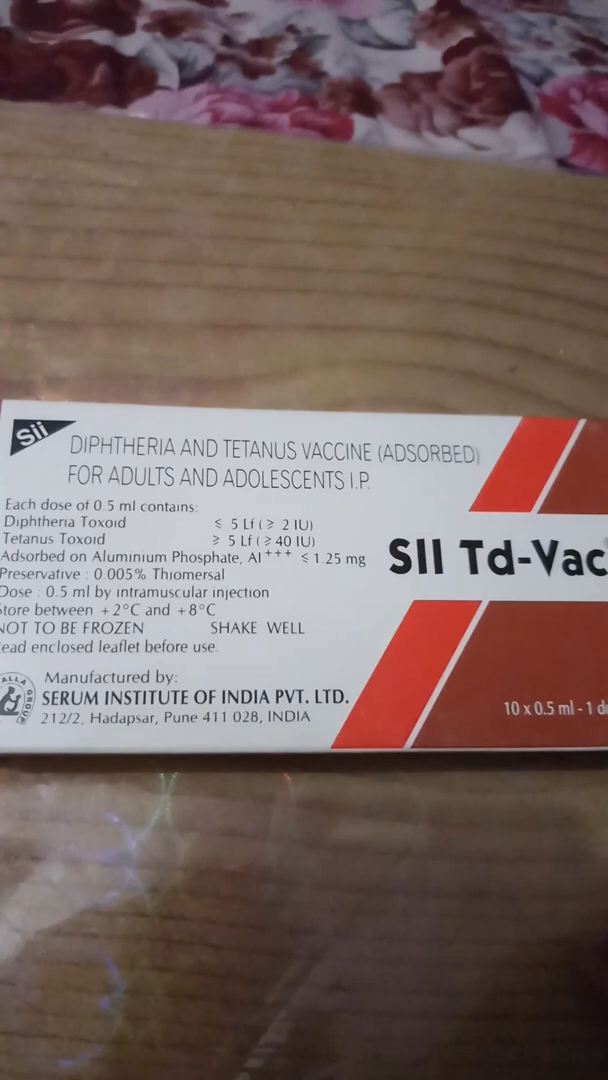 Sii
DIPHTHERIA AND TETANUS VACCINE (ADSORBED)
FOR ADULTS AND ADOLESCENTS I.P.
Each dose of 0.5 ml contains:
Diphtheria Toxoid ≤ 5 Lf (≥ 2 IU)
Tetanus Toxoid ≥ 5 Lf (≥ 40 IU)
Adsorbed on Aluminium Phosphate, Al+++ ≤ 1.25 mg
Preservative : 0.005% Thiomersal
Dose : 0.5 ml by intramuscular injection
Store between +2°C and +8°C
NOT TO BE FROZEN SHAKE WELL
ead enclosed leaflet before use.
SII Td-Vac
Manufactured by:
SERUM INSTITUTE OF INDIA PVT. LTD.
212/2, Hadapsar, Pune 411 028, INDIA
ALLA GROUP
10 x 0.5 ml - 1 d